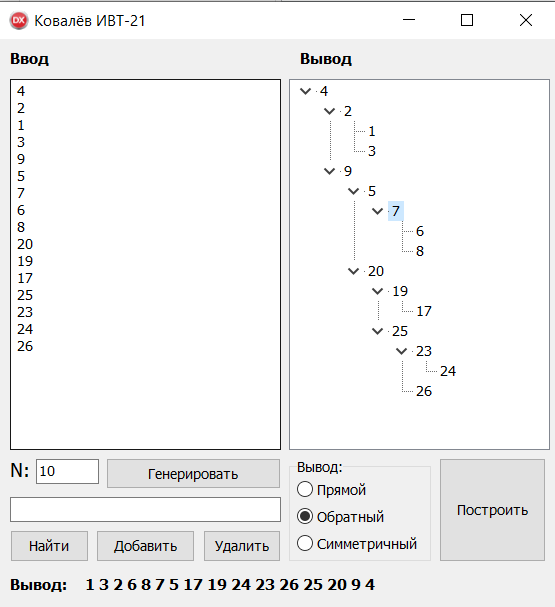 DX Ковалёв ИВТ-21
Ввод
Вывод
4
2
1
3
9
5
7
6
8
20
19
17
25
23
24
26
4
2
1
3
9
5
7
6
8
20
19
17
25
23
24
26
N: 10 Генерировать
Найти Добавить Удалить
Вывод:
Прямой
Обратный
Симметричный
Построить
Вывод: 1 3 2 6 8 7 5 17 19 24 23 26 25 20 9 4